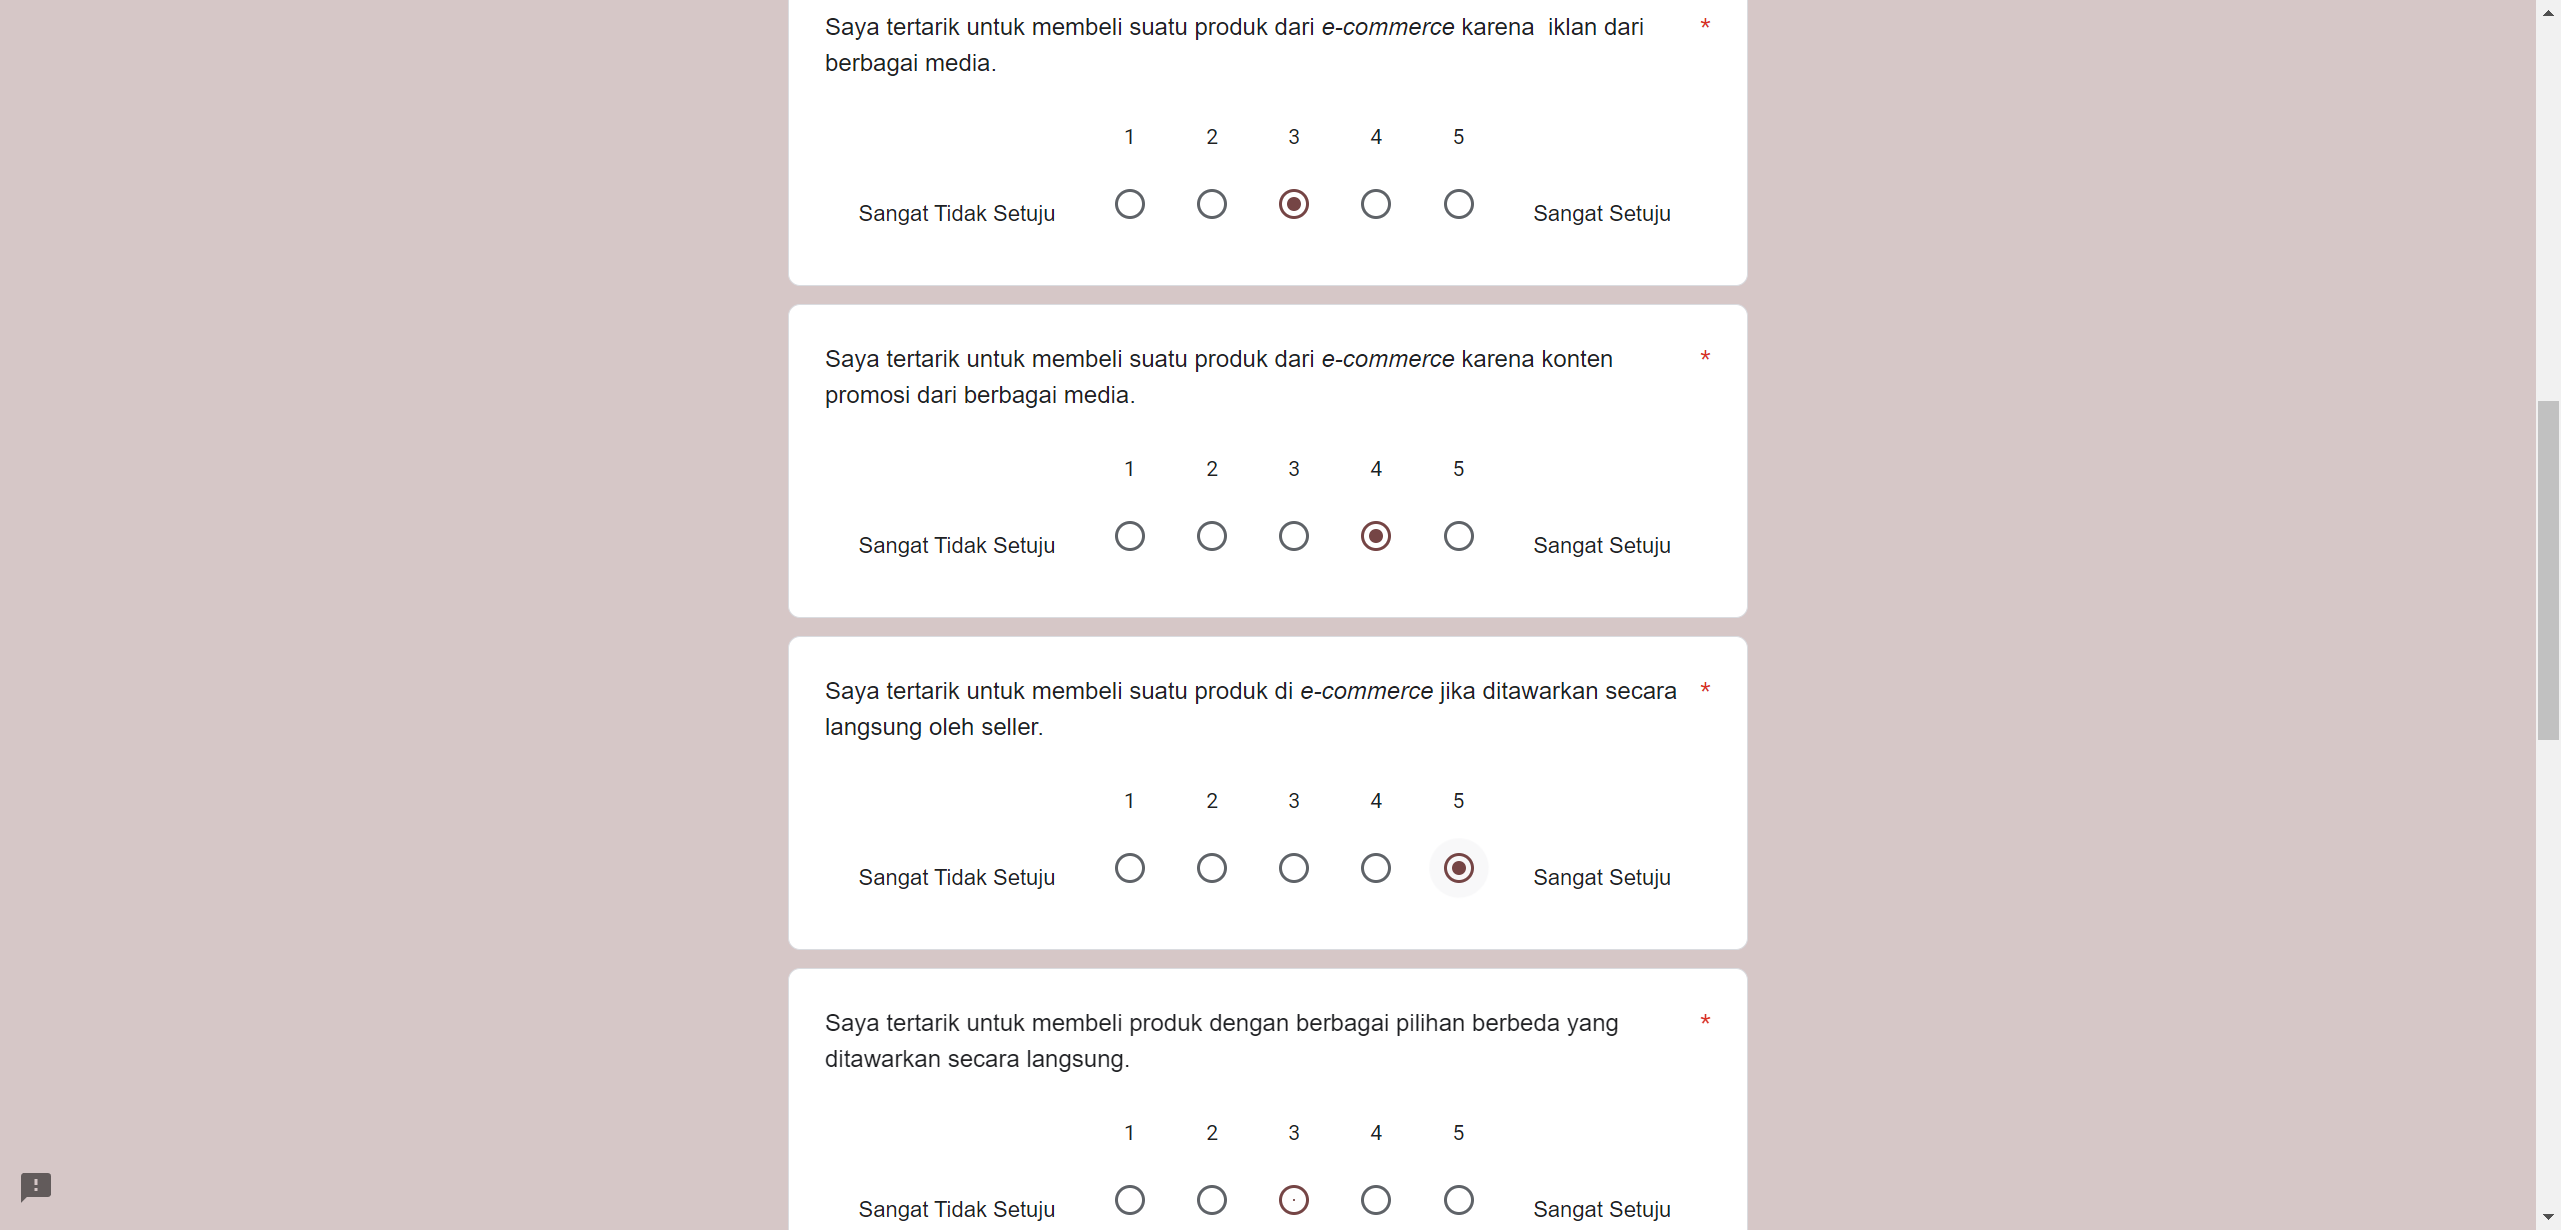 Saya tertarik untuk membeli suatu produk dari e-commerce karena  iklan dari *
berbagai media.
1 2 3 4 5
Sangat Tidak Setuju Sangat Setuju
Saya tertarik untuk membeli suatu produk dari e-commerce karena konten *
promosi dari berbagai media.
1 2 3 4 5
Sangat Tidak Setuju Sangat Setuju
Saya tertarik untuk membeli suatu produk di e-commerce jika ditawarkan secara *
langsung oleh seller.
1 2 3 4 5
Sangat Tidak Setuju Sangat Setuju
Saya tertarik untuk membeli produk dengan berbagai pilihan berbeda yang *
ditawarkan secara langsung.
1 2 3 4 5
Sangat Tidak Setuju Sangat Setuju